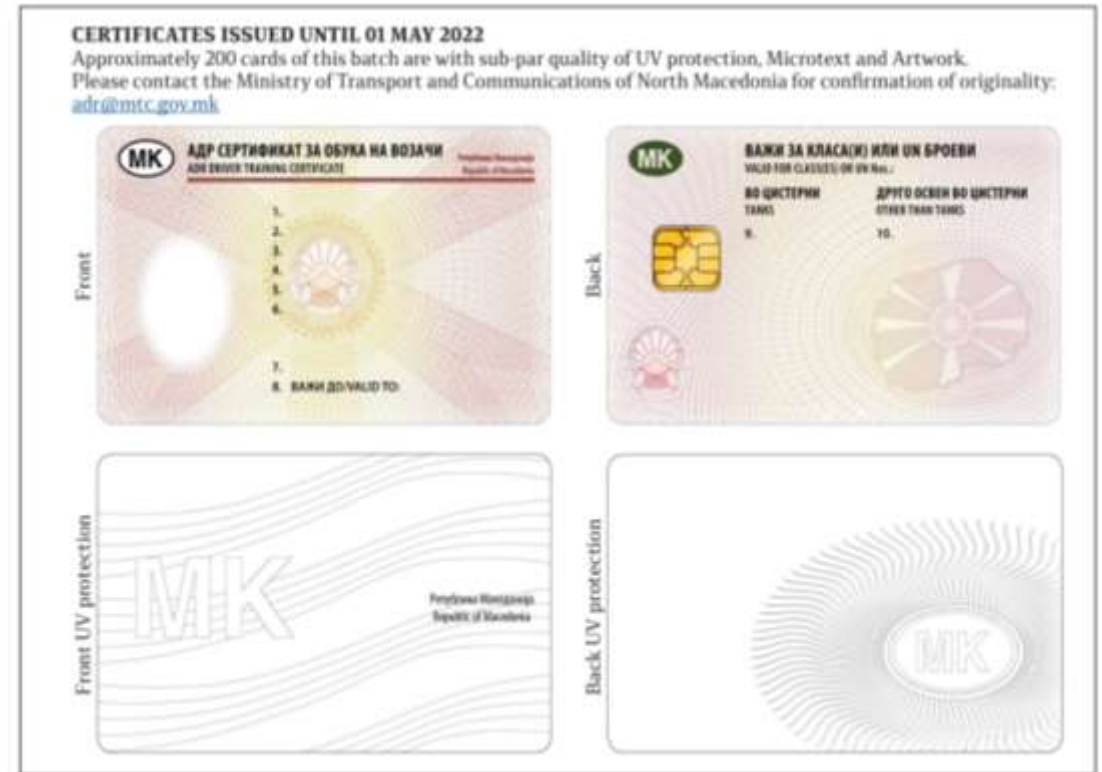 CERTIFICATES ISSUED UNTIL 01 MAY 2022
Approximately 200 cards of this batch are with sub-par quality of UV protection, Microtext and Artwork.
Please contact the Ministry of Transport and Communications of North Macedonia for confirmation of originality:
adr@mtc.gov.mk
Front
MK
АДР СЕРТИФИКАТ ЗА ОБУКА НА ВОЗАЧИ
ADR DRIVER TRAINING CERTIFICATE
Република Македонија
Republic of Macedonia
1.
2.
3.
4.
5.
6.
7.
8. ВАЖИ ДО/VALID TO:
Back
MK
ВАЖИ ЗА КЛАСА(И) ИЛИ UN БРОЕВИ
VALID FOR CLASS(ES) OR UN Nos.:
ВО ЦИСТЕРНИ
TANKS
9.
ДРУГО ОСВЕН ВО ЦИСТЕРНИ
OTHER THAN TANKS
10.
Front UV protection
MK
Република Македонија
Republic of Macedonia
Back UV protection
MK